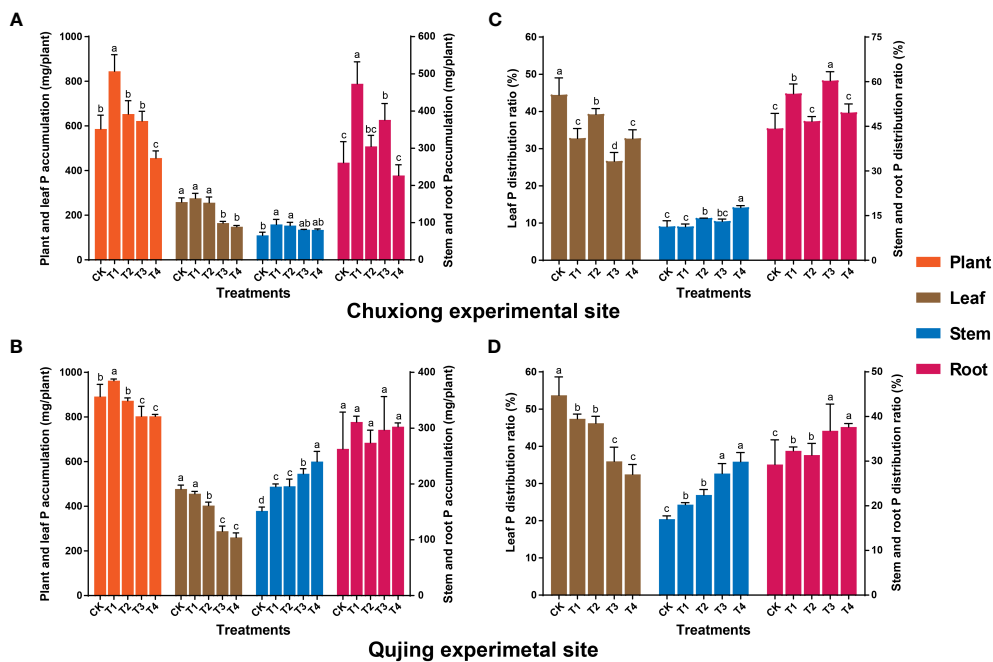 A
Plant and leaf P accumulation (mg/plant)
1000
800
600
400
200
0
b a b b c
a a a b b
b a a ab ab
c a bc b c
CK T1 T2 T3 T4 CK T1 T2 T3 T4 CK T1 T2 T3 T4 CK T1 T2 T3 T4
600
500
400
300
200
100
0
Stem and root Paccumulation (mg/plant)
Treatments
C
Leaf P distribution ratio (%)
60
50
40
30
20
10
0
a c b d c
c c b bc a
c b c a c
CK T1 T2 T3 T4 CK T1 T2 T3 T4 CK T1 T2 T3 T4
75
60
45
30
15
0
Stem and root P distribution ratio (%)
Treatments
Chuxiong experimental site
Plant
Leaf
Stem
Root
B
Plant and leaf P accumulation (mg/plant)
1000
800
600
400
200
0
b a b c c
a a b c c
d c c b a
a a a a a
CK T1 T2 T3 T4 CK T1 T2 T3 T4 CK T1 T2 T3 T4 CK T1 T2 T3 T4
400
300
200
100
0
Stem and root P accumulation (mg/plant)
Treatments
D
Leaf P distribution ratio (%)
60
50
40
30
20
10
0
a b b c c
c b b a a
c b b a a
CK T1 T2 T3 T4 CK T1 T2 T3 T4 CK T1 T2 T3 T4
50
40
30
20
10
0
Stem and root P distribution ratio (%)
Treatments
Qujing experimetal site